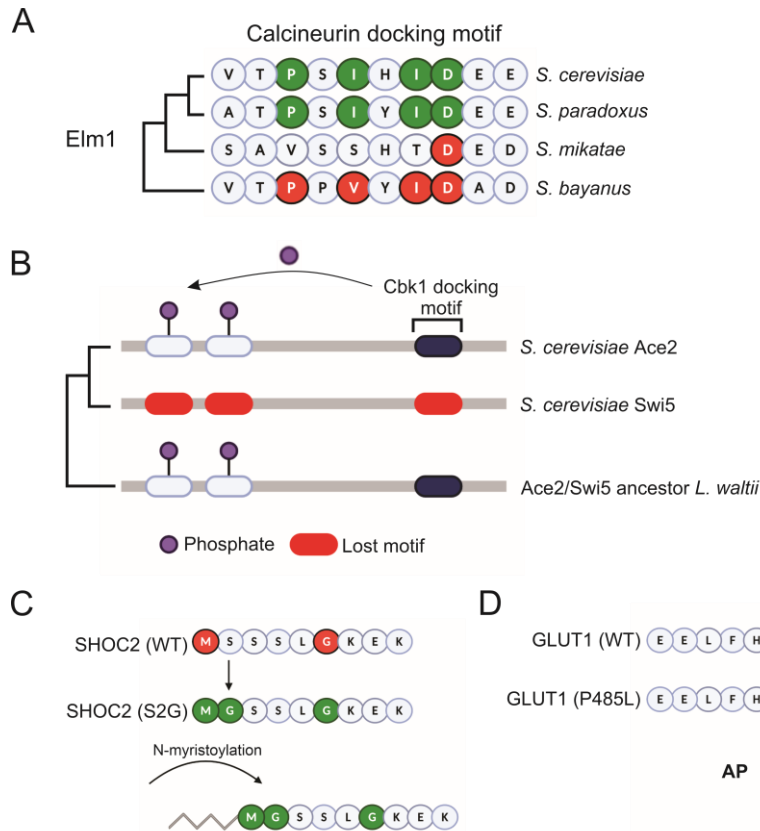 A
Calcineurin docking motif
Elm1
V T P S I H I D E E S. cerevisiae
A T P S I Y I D E E S. paradoxus
S A V S S H T D E D S. mikatae
V T P P V Y I D A D S. bayanus
B
Cbk1 docking
motif
S. cerevisiae Ace2
S. cerevisiae Swi5
Ace2/Swi5 ancestor L. waltii
Phosphate Lost motif
C
SHOC2 (WT) M S S S L G K E K
SHOC2 (S2G) M G S S L G K E K
N-myristoylation
M G S S L G K E K
D
GLUT1 (WT) E E L F H
GLUT1 (P485L) E E L F H
AP